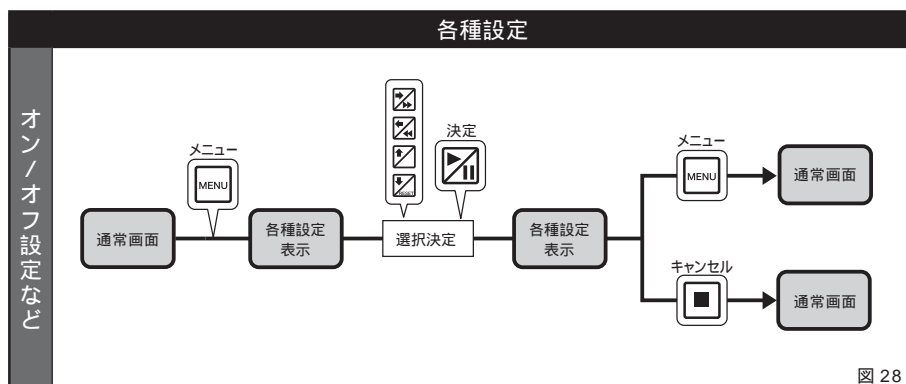 各種設定
オン/オフ設定など
通常画面
メニュー
MENU
各種設定
表示
RESET
決定
選択決定
各種設定
表示
メニュー
MENU
通常画面
キャンセル
通常画面
図 28